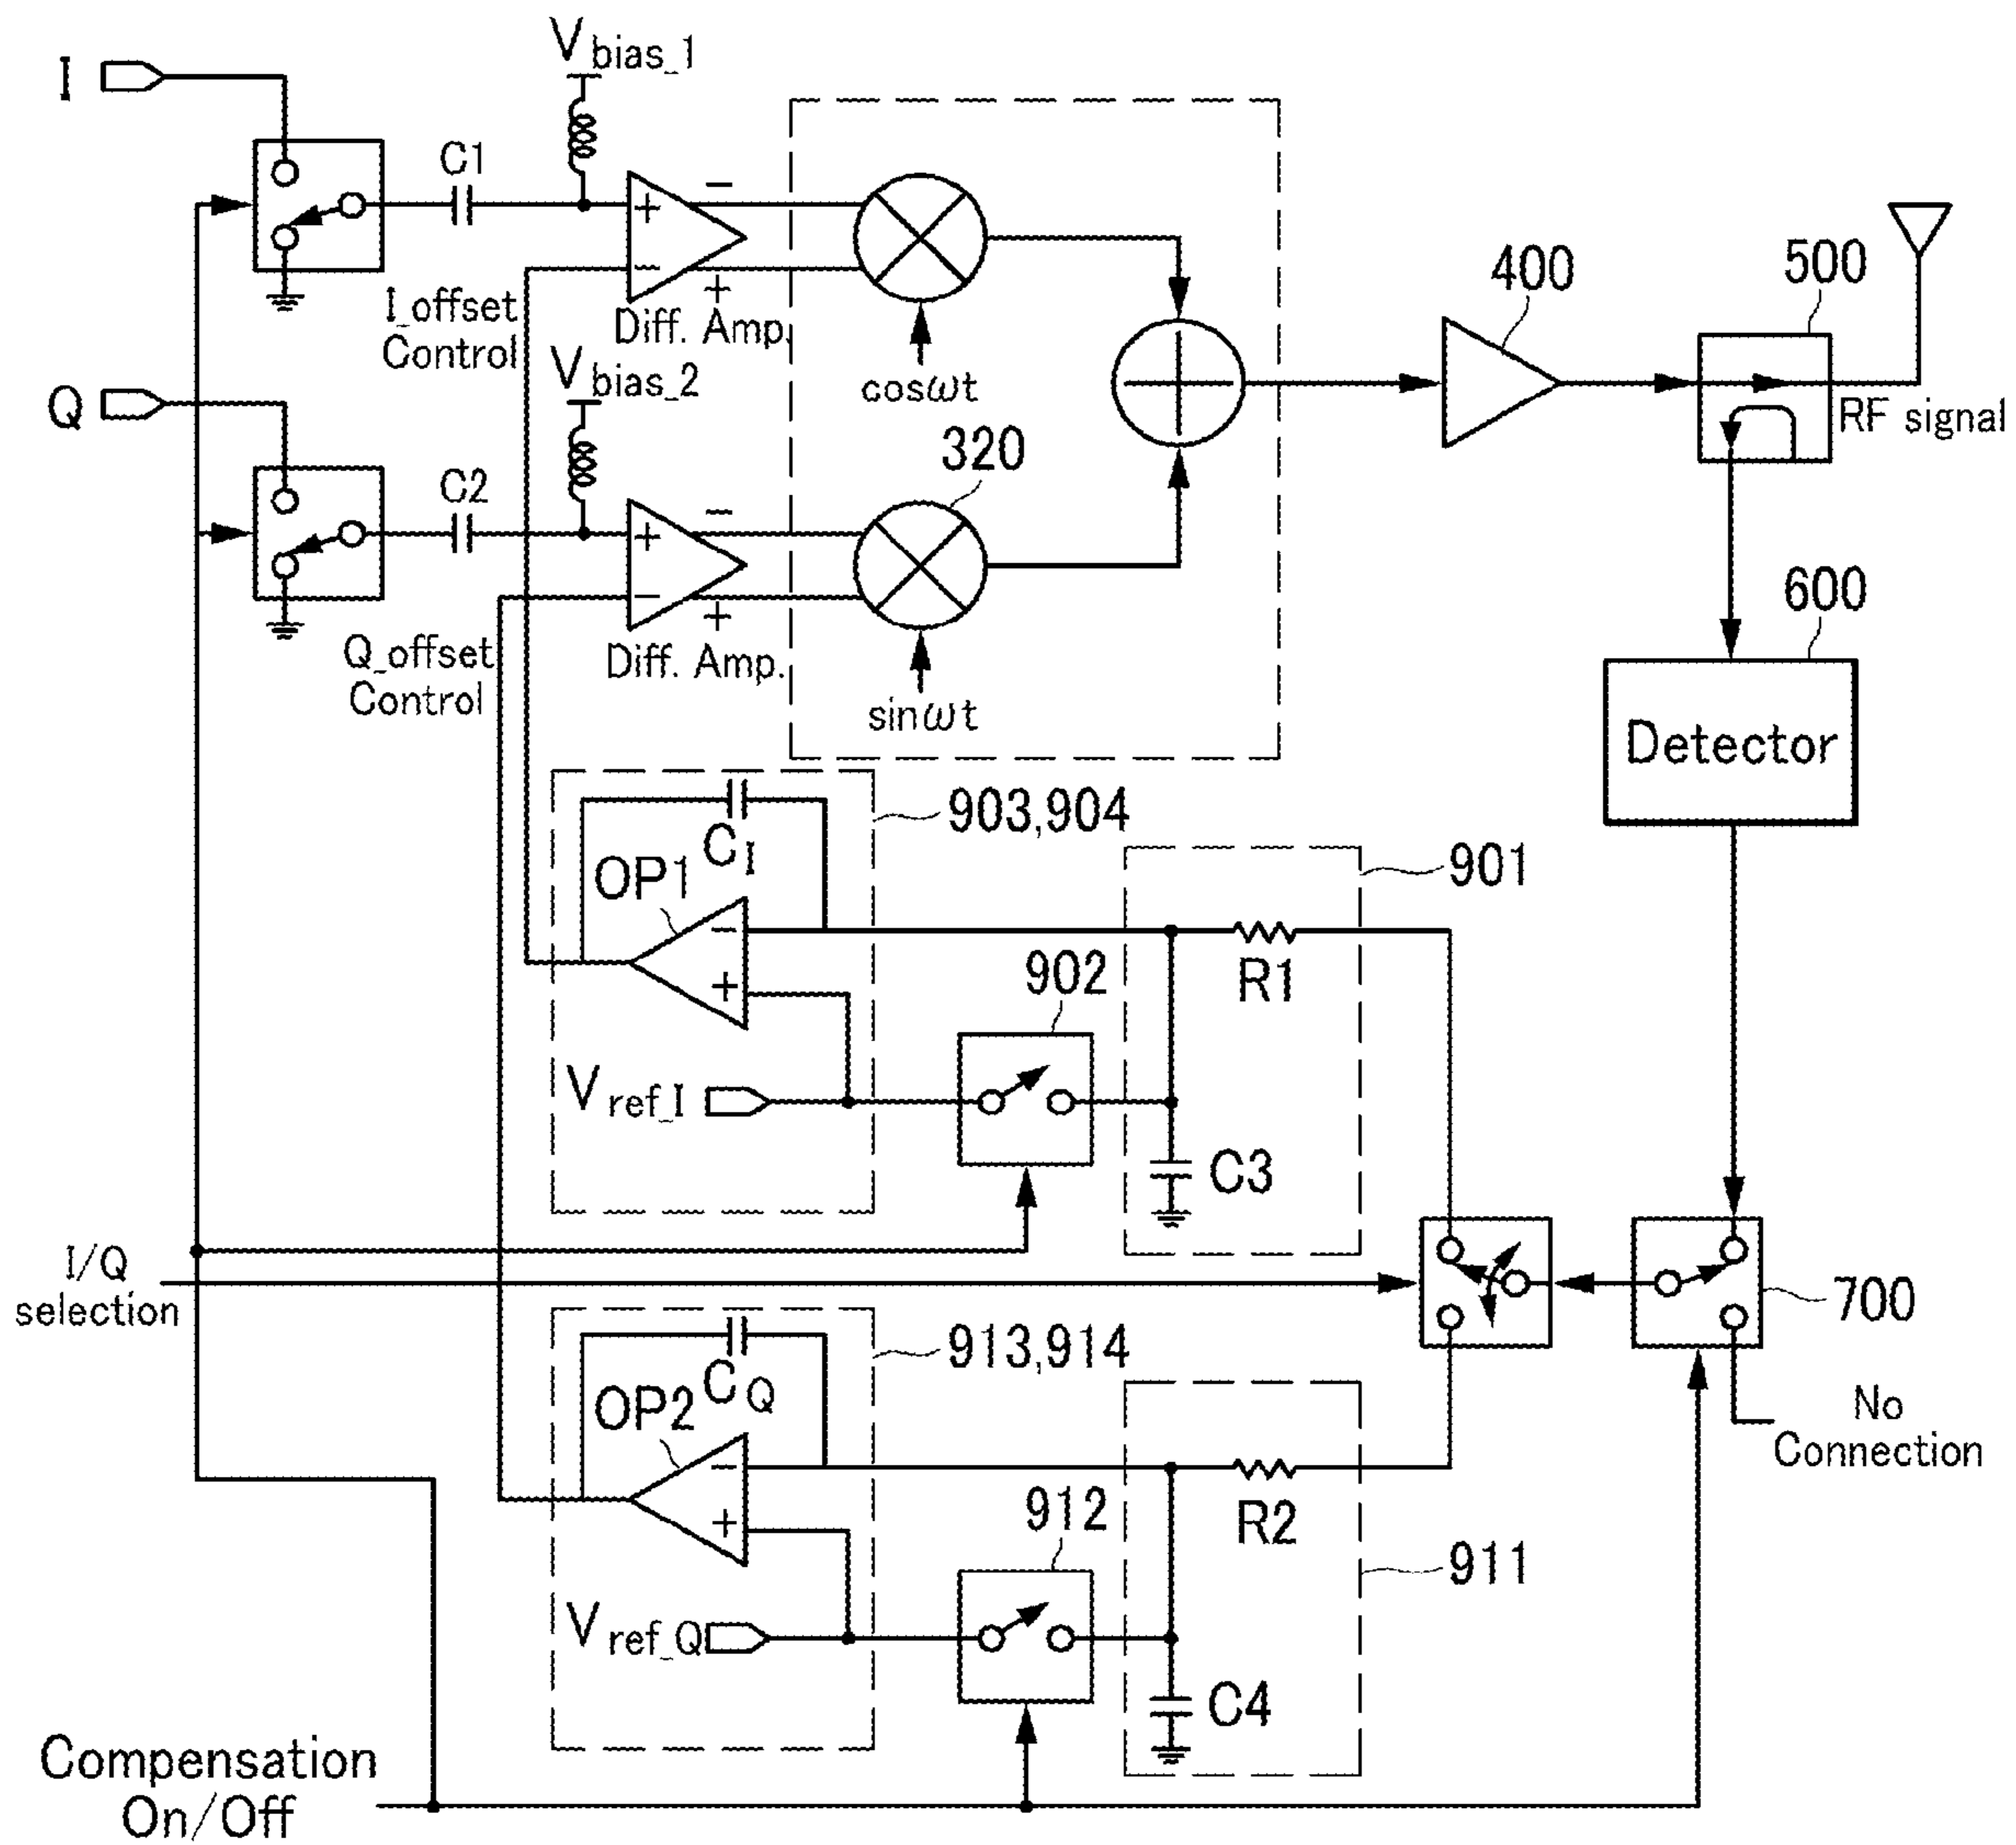 V bias_1
I
C1
+
−
−
+
I_offset
Control
Diff. Amp.
V bias_2
cosωt
400
500
RF signal
Q
C2
320
+
−
−
+
Q_offset
Control
Diff. Amp.
sinωt
600
Detector
C I
903,904
OP1
901
−
+
R1
902
V ref_I
C3
I/Q
selection
700
C Q
913,914
OP2
No
Connection
−
+
R2
912
911
V ref_Q
C4
Compensation
On/Off